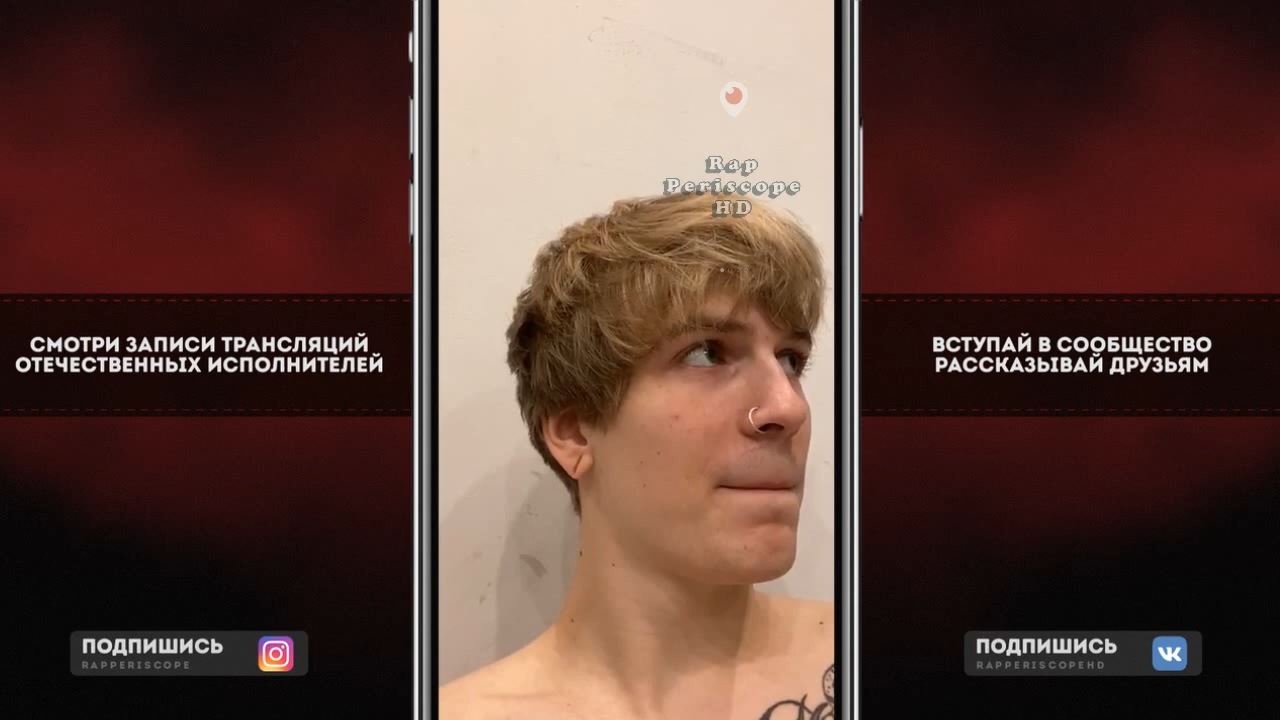 Rap
Periscope
HD
СМОТРИ ЗАПИСИ ТРАНСЛЯЦИЙ
ОТЕЧЕСТВЕННЫХ ИСПОЛНИТЕЛЕЙ
ВСТУПАЙ В СООБЩЕСТВО
РАССКАЗЫВАЙ ДРУЗЬЯМ
ПОДПИШИСЬ
RAPPERISCOPE
ПОДПИШИСЬ
RAPPERISCOPEHD